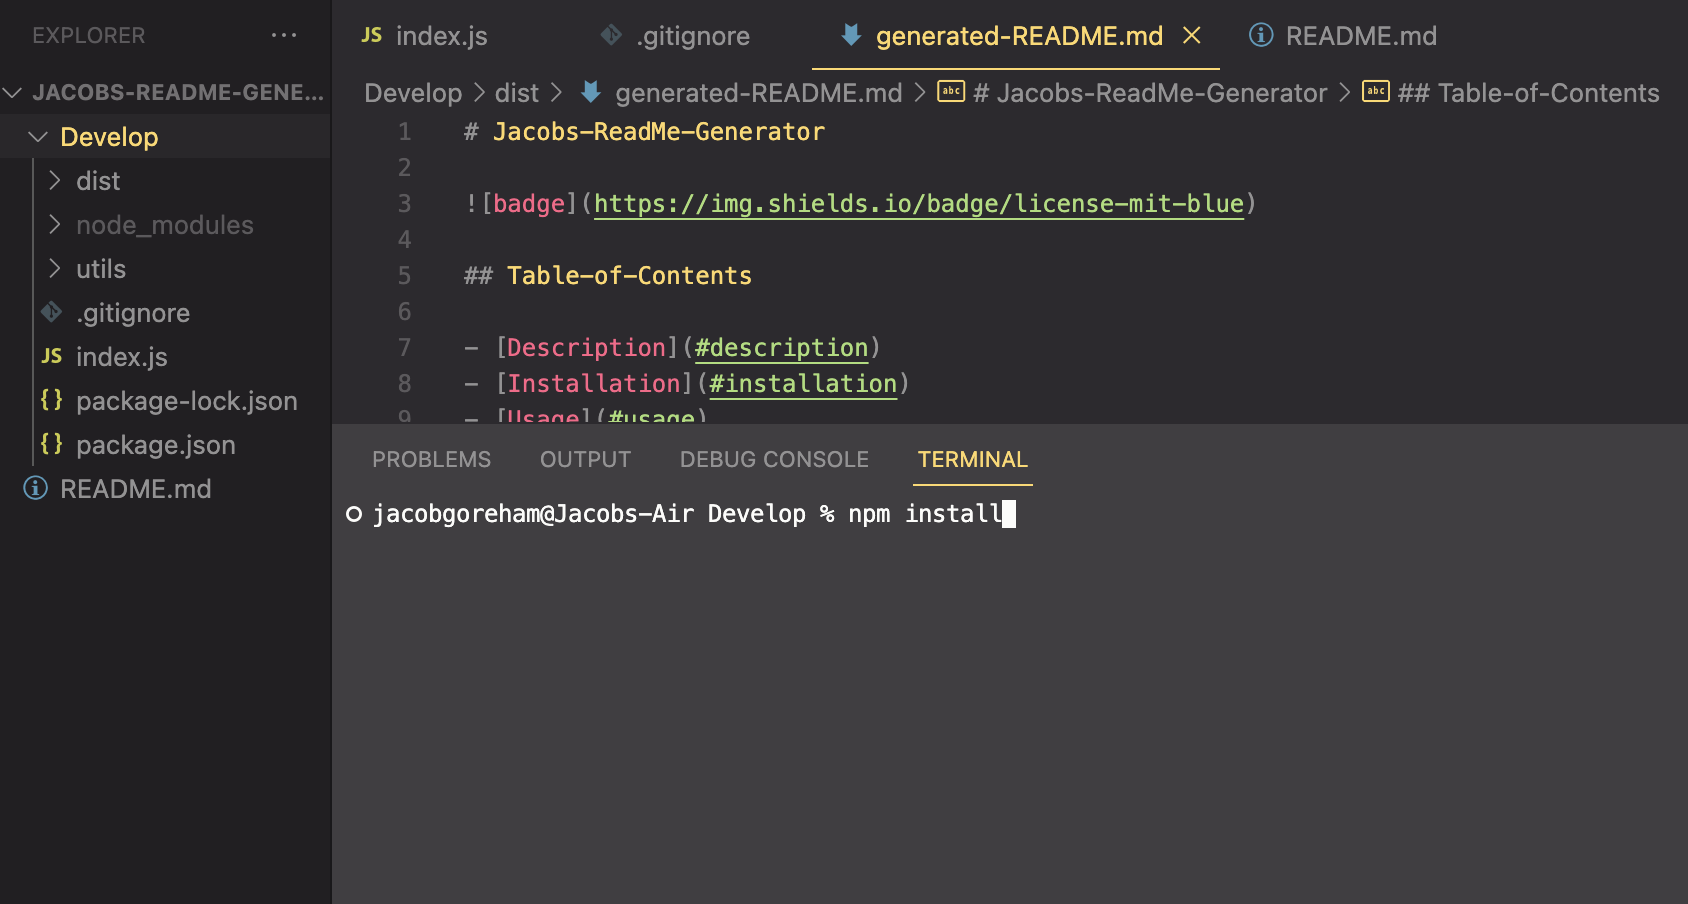 EXPLORER ...
JACOBS-README-GENE...
Develop
dist
node_modules
utils
.gitignore
JS index.js
{} package-lock.json
{} package.json
README.md
JS index.js .gitignore generated-README.md README.md
Develop > dist > generated-README.md > abc # Jacobs-ReadMe-Generator > abc ## Table-of-Contents
1 # Jacobs-ReadMe-Generator
2
3 ![badge](https://img.shields.io/badge/license-mit-blue)
4
5 ## Table-of-Contents
6
7 - [Description](#description)
8 - [Installation](#installation)
9 - [Usage](#usage)
PROBLEMS OUTPUT DEBUG CONSOLE TERMINAL
jacobgoreham@Jacobs-Air Develop % npm install